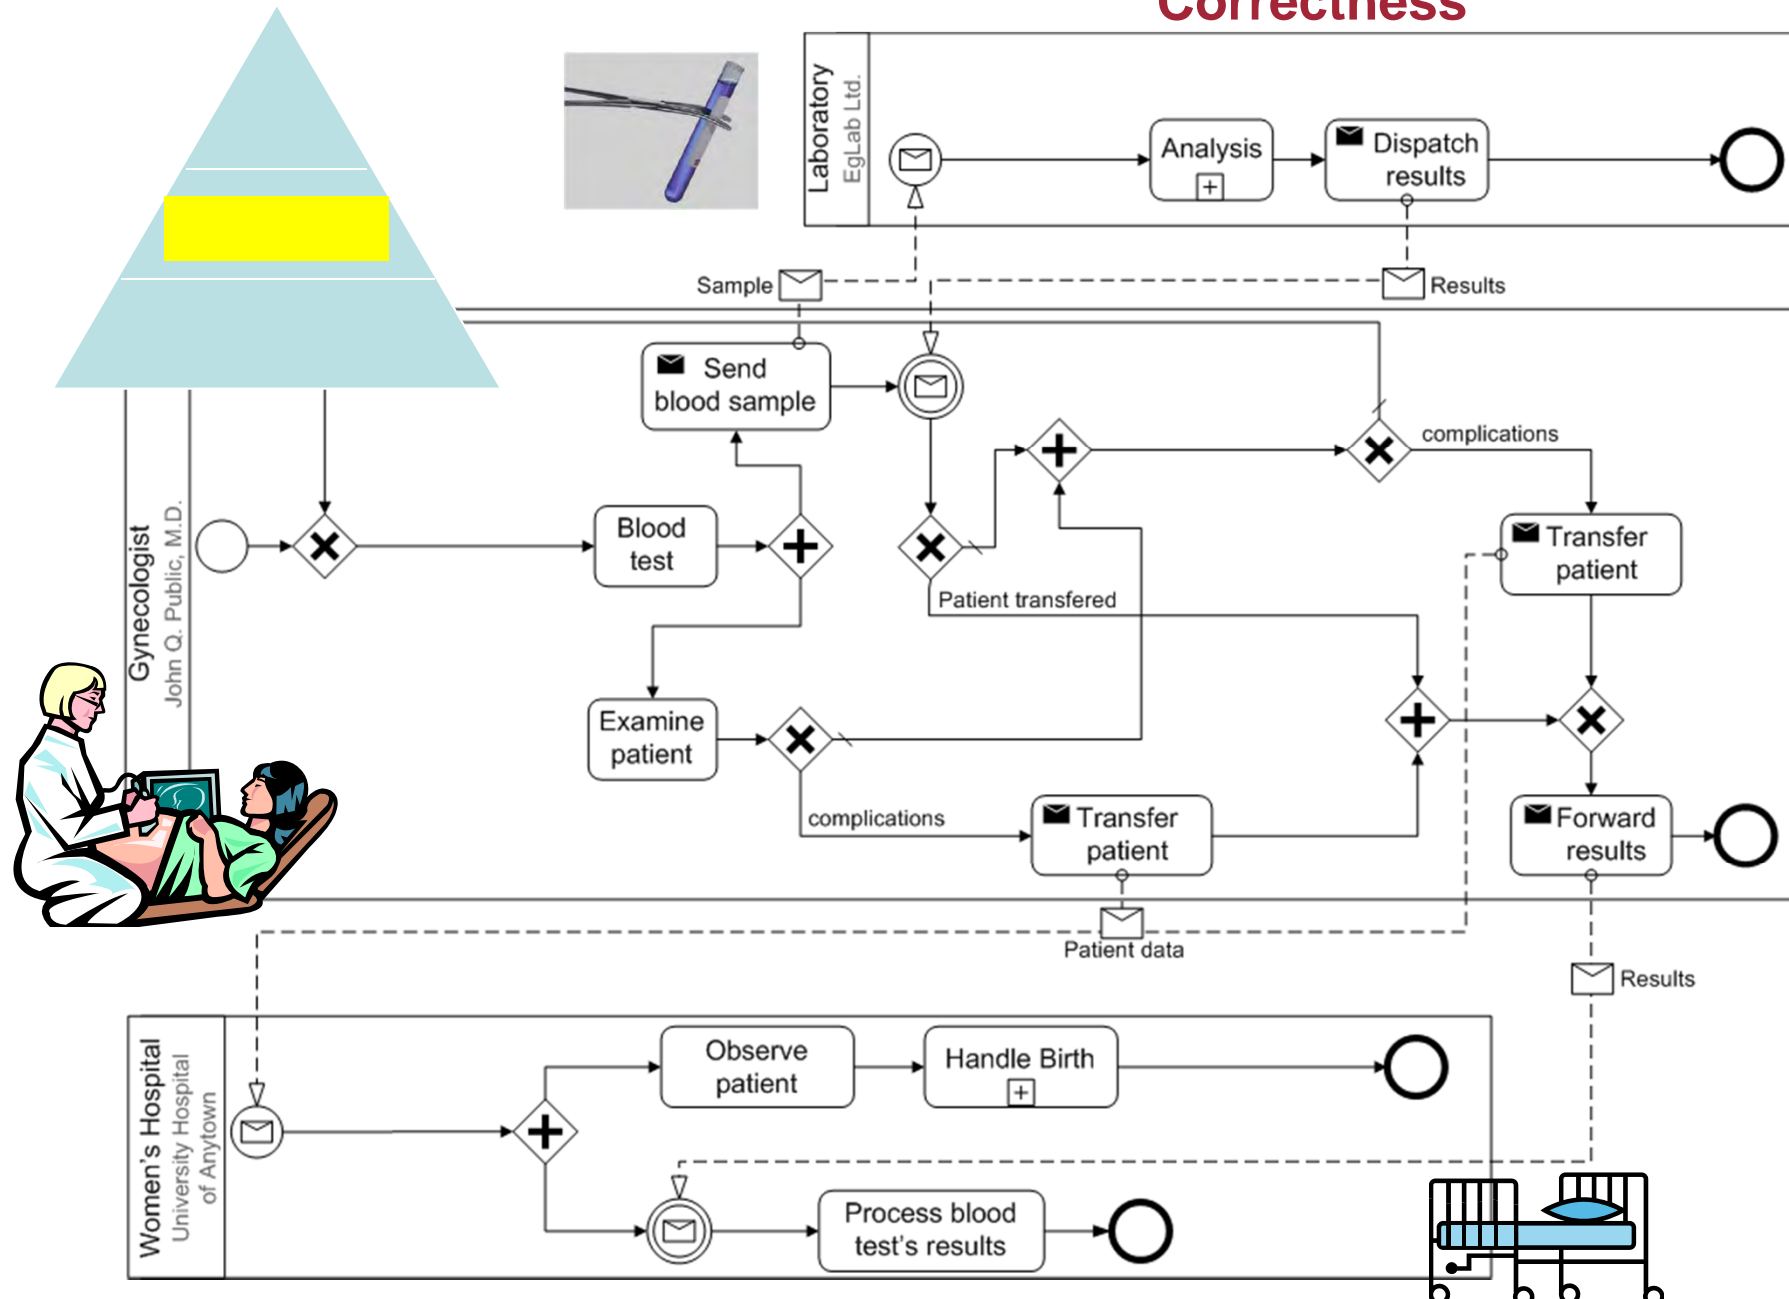 Correctness
Laboratory
EgLab Ltd.
Analysis
Dispatch
results
Sample
Results
Gynecologist
John Q. Public, M.D.
Send
blood sample
complications
Blood
test
Transfer
patient
Patient transfered
Examine
patient
complications
Transfer
patient
Forward
results
Patient data
Results
Women's Hospital
University Hospital
of Anytown
Observe
patient
Handle Birth
Process blood
test's results